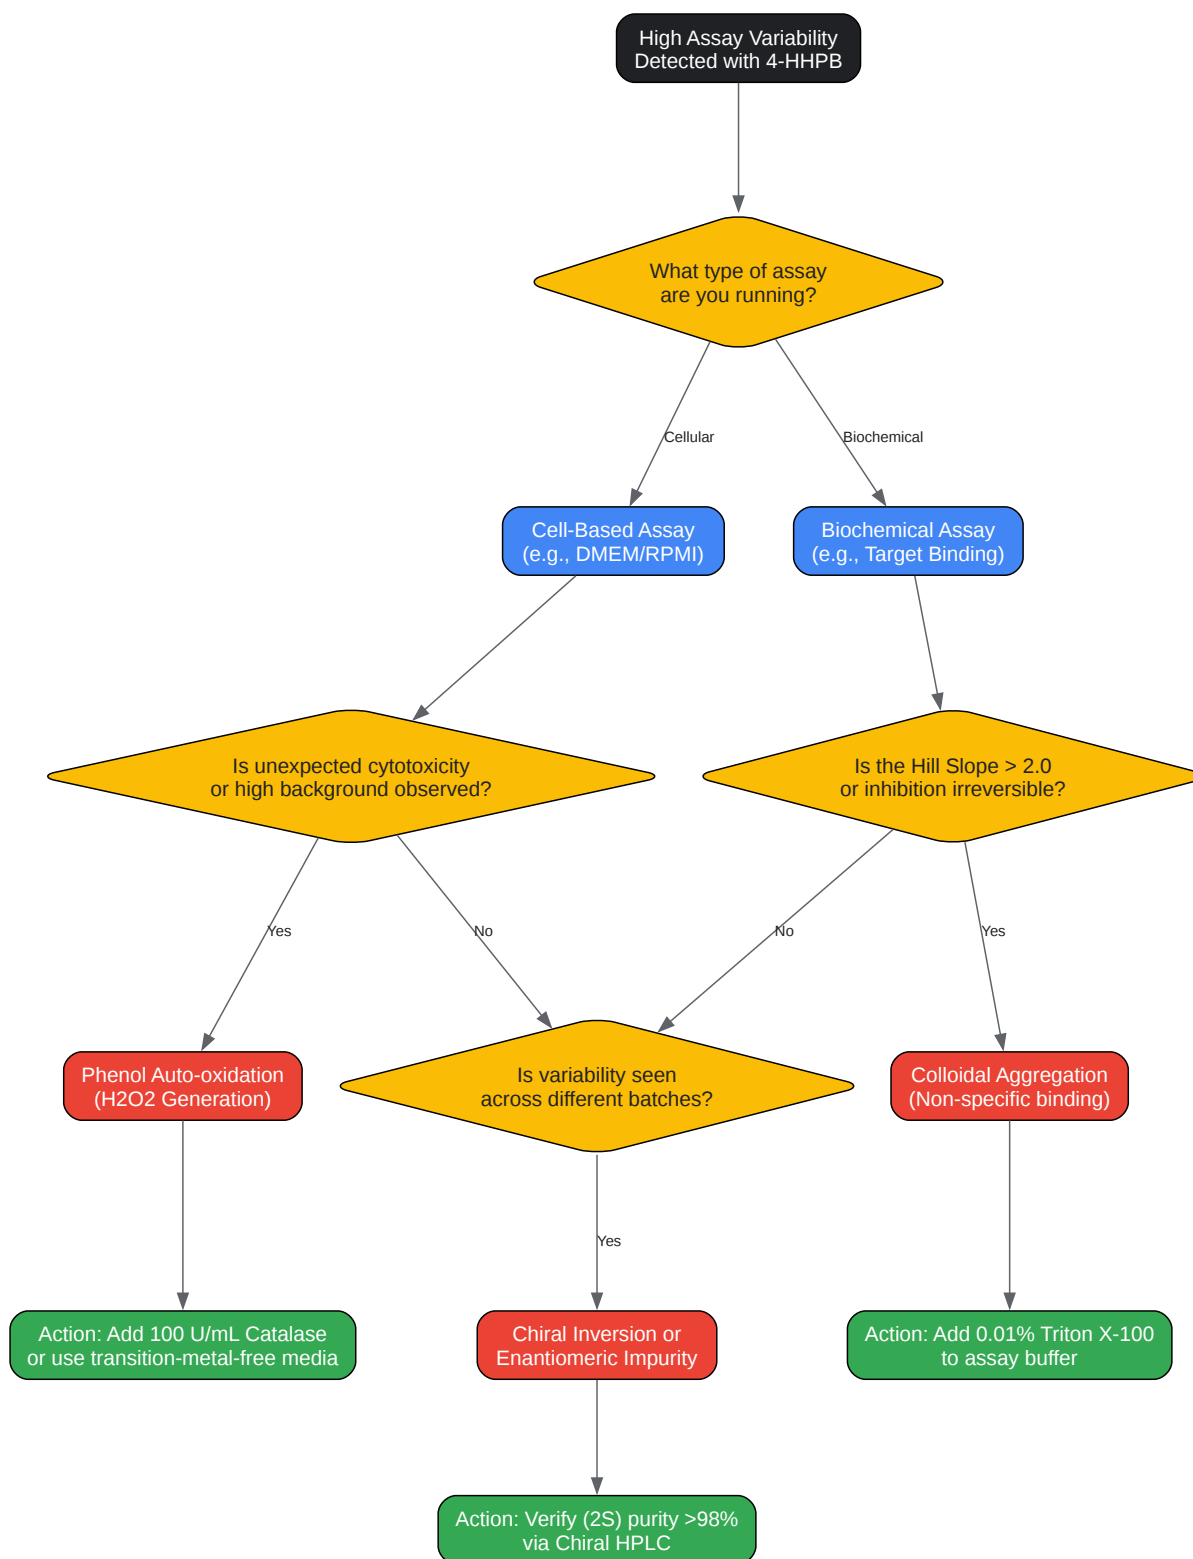 High Assay Variability
Detected with 4-HHPB
What type of assay
are you running?
Cellular
Biochemical
Cell-Based Assay
(e.g., DMEM/RPMI)
Biochemical Assay
(e.g., Target Binding)
Is unexpected cytotoxicity
or high background observed?
Is the Hill Slope > 2.0
or inhibition irreversible?
Yes
No
No
Yes
Phenol Auto-oxidation
(H2O2 Generation)
Is variability seen
across different batches?
Colloidal Aggregation
(Non-specific binding)
Yes
Action: Add 100 U/mL Catalase
or use transition-metal-free media
Chiral Inversion or
Enantiomeric Impurity
Action: Add 0.01% Triton X-100
to assay buffer
Action: Verify (2S) purity >98%
via Chiral HPLC